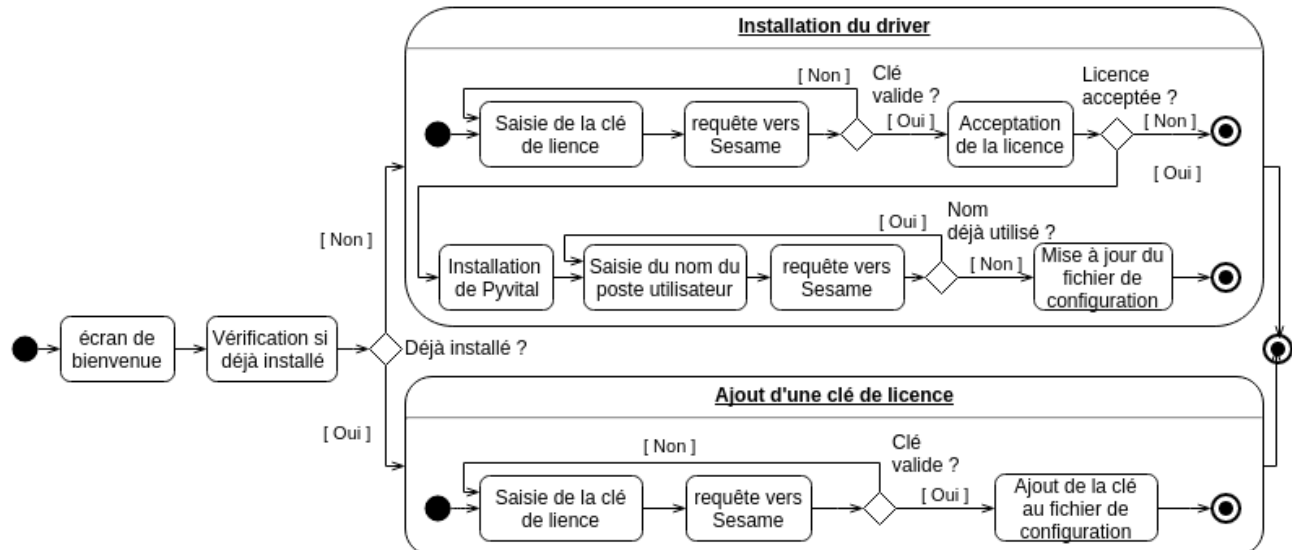 Installation du driver
[ Non ]
Clé
valide ?
Licence
acceptée ?
Saisie de la clé
de lience
requête vers
Sesame
[ Oui ]
Acceptation
de la licence
[ Non ]
[ Oui ]
[ Non ]
[ Oui ]
Nom
déjà utilisé ?
Installation
de Pyvital
Saisie du nom du
poste utilisateur
requête vers
Sesame
[ Non ]
Mise à jour du
fichier de
configuration
écran de
bienvenue
Vérification si
déjà installé
Déjà installé ?
[ Oui ]
Ajout d'une clé de licence
[ Non ]
Clé
valide ?
Saisie de la clé
de lience
requête vers
Sesame
[ Oui ]
Ajout de la clé
au fichier de
configuration